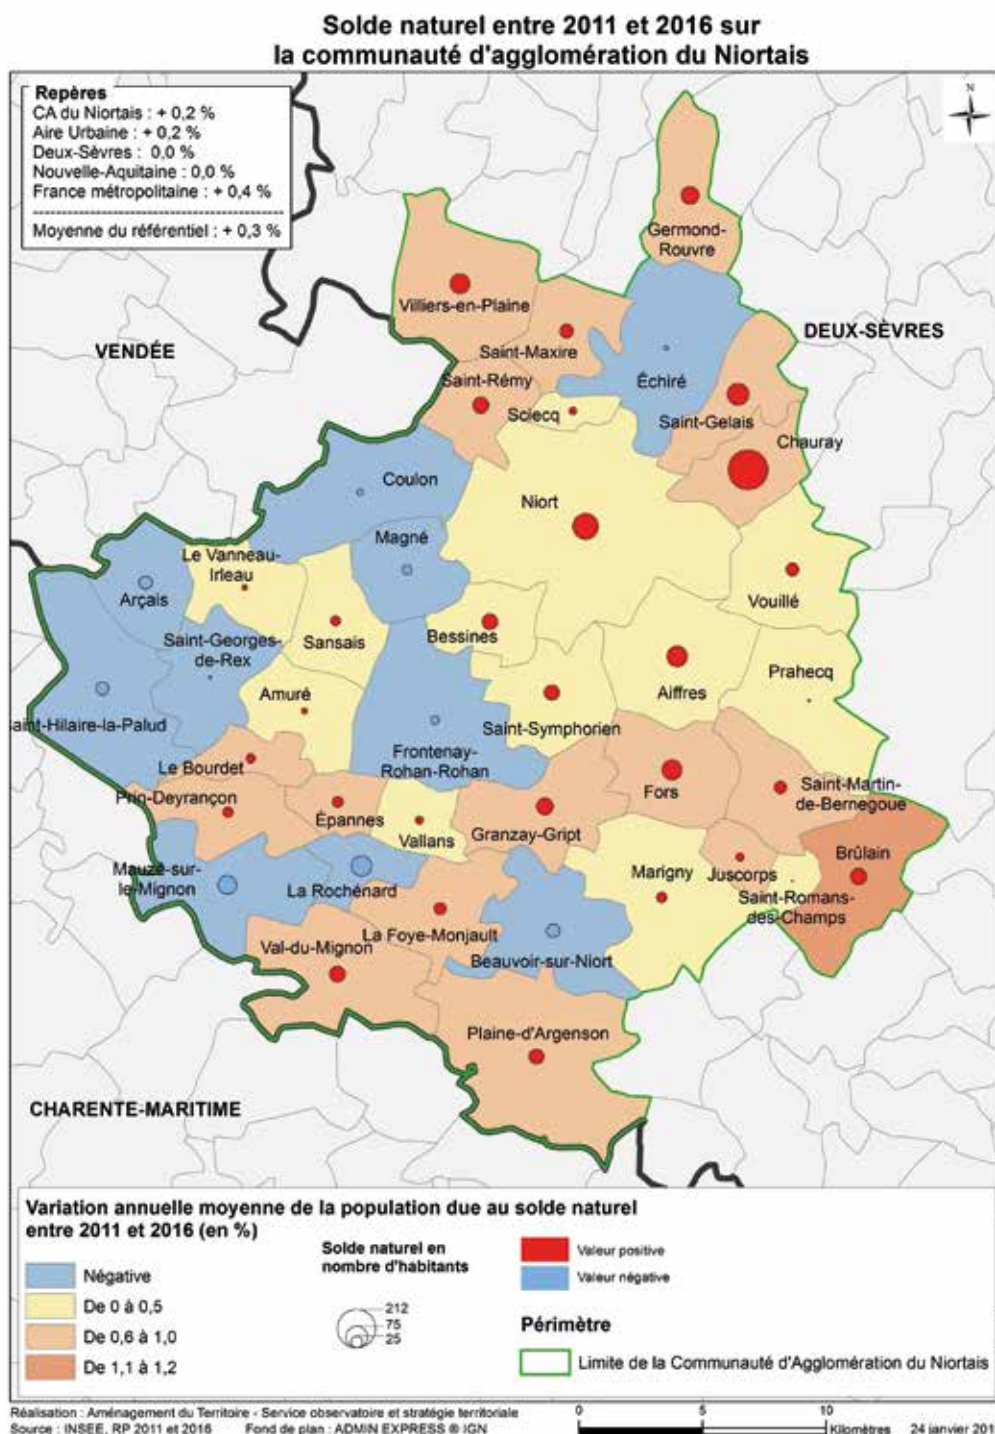 Solde naturel entre 2011 et 2016 sur
la communauté d'agglomération du Niortais
Repères
CA du Niortais : + 0,2 %
Aire Urbaine : + 0,2 %
Deux-Sèvres : 0,0 %
Nouvelle-Aquitaine : 0,0 %
France métropolitaine : + 0,4 %
Moyenne du référentiel : + 0,3 %
N
Germond-
Rouvre
Villiers-en-Plaine
VENDÉE
DEUX-SÈVRES
Saint-Maxire
Échiré
Saint-Rémy
Sciecq
Saint-Gelais
Chauray
Coulon
Niort
Magné
Le Vanneau-
Irleau
Arçais
Vouillé
Saint-Georges-
de-Rex
Sansais
Bessines
Prahecq
Amuré
Aiffres
Saint-Hilaire-la-Palud
Saint-Symphorien
Frontenay-
Rohan-Rohan
Le Bourdet
Prin-Deyrançon
Fors
Saint-Martin-
de-Bernegoue
Épannes
Vallans
Granzay-Gript
Brûlain
Mauzé-sur-
le-Mignon
La Rochénard
Marigny
Juscorps
Saint-Romans-
des-Champs
La Foye-Monjault
Val-du-Mignon
Beauvoir-sur-Niort
Plaine-d'Argenson
CHARENTE-MARITIME
Variation annuelle moyenne de la population due au solde naturel
entre 2011 et 2016 (en %)
Négative
De 0 à 0,5
De 0,6 à 1,0
De 1,1 à 1,2
Solde naturel en
nombre d'habitants
212
75
25
Valeur positive
Valeur négative
Périmètre
Limite de la Communauté d'Agglomération du Niortais
Réalisation : Aménagement du Territoire - Service observatoire et stratégie territoriale
Source : INSEE, RP 2011 et 2016 Fond de plan : ADMIN EXPRESS ® IGN
0 5 10
Kilomètres 24 janvier 201